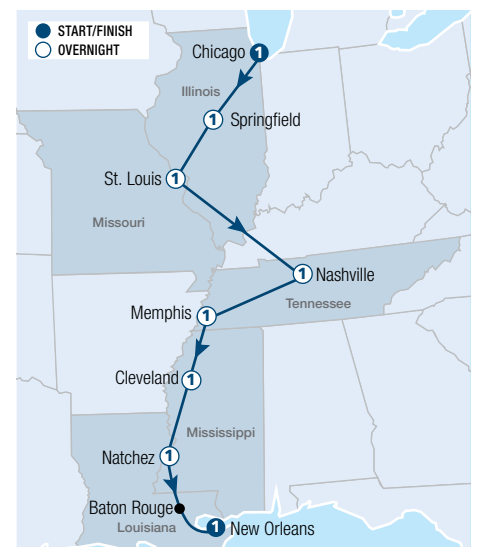 START/FINISH
OVERNIGHT
Chicago 1
Illinois
1 Springfield
St. Louis 1
Missouri
1 Nashville
Tennessee
Memphis 1
Cleveland 1
Mississippi
Natchez 1
Baton Rouge
Louisiana
1 New Orleans